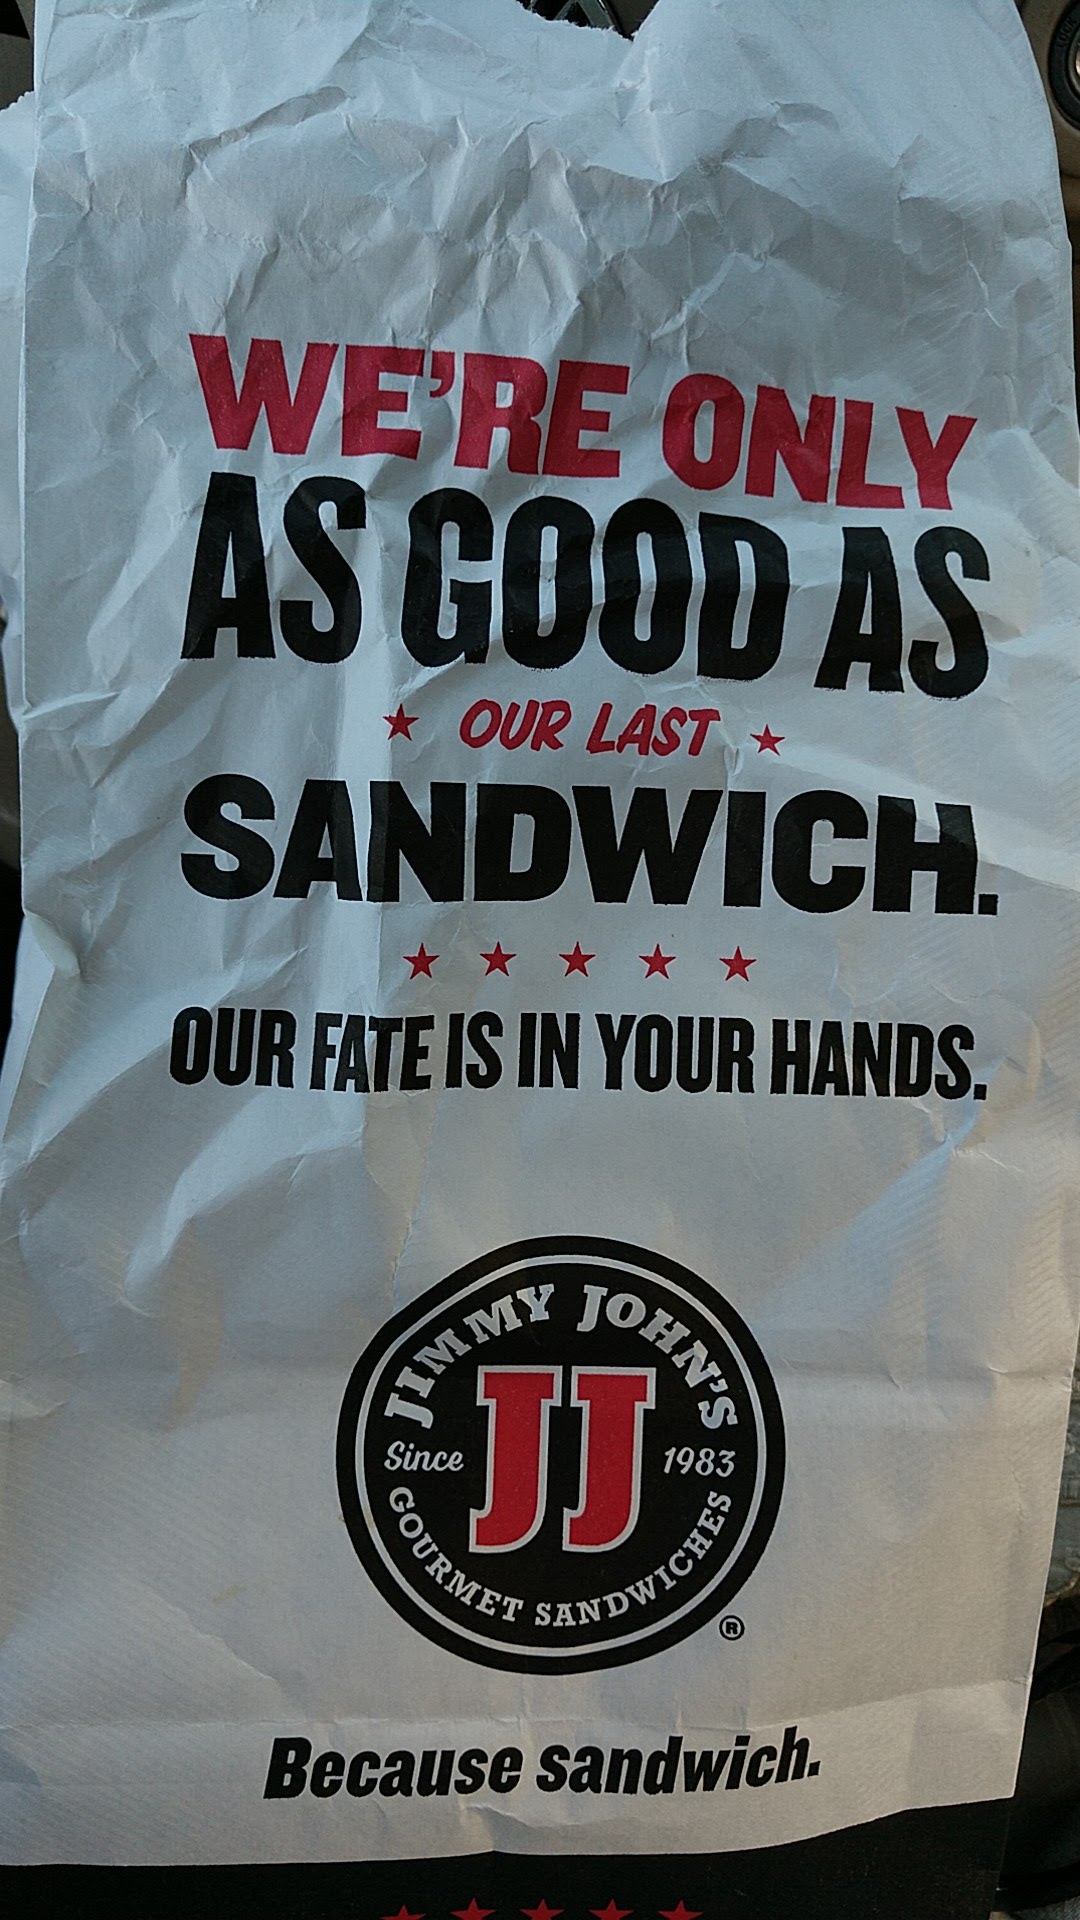 WE'RE ONLY
AS GOOD AS
OUR LAST
SANDWICH.
OUR FATE IS IN YOUR HANDS.
JIMMY JOHN'S
Since JJ 1983
GOURMET SANDWICHES
®
Because sandwich.